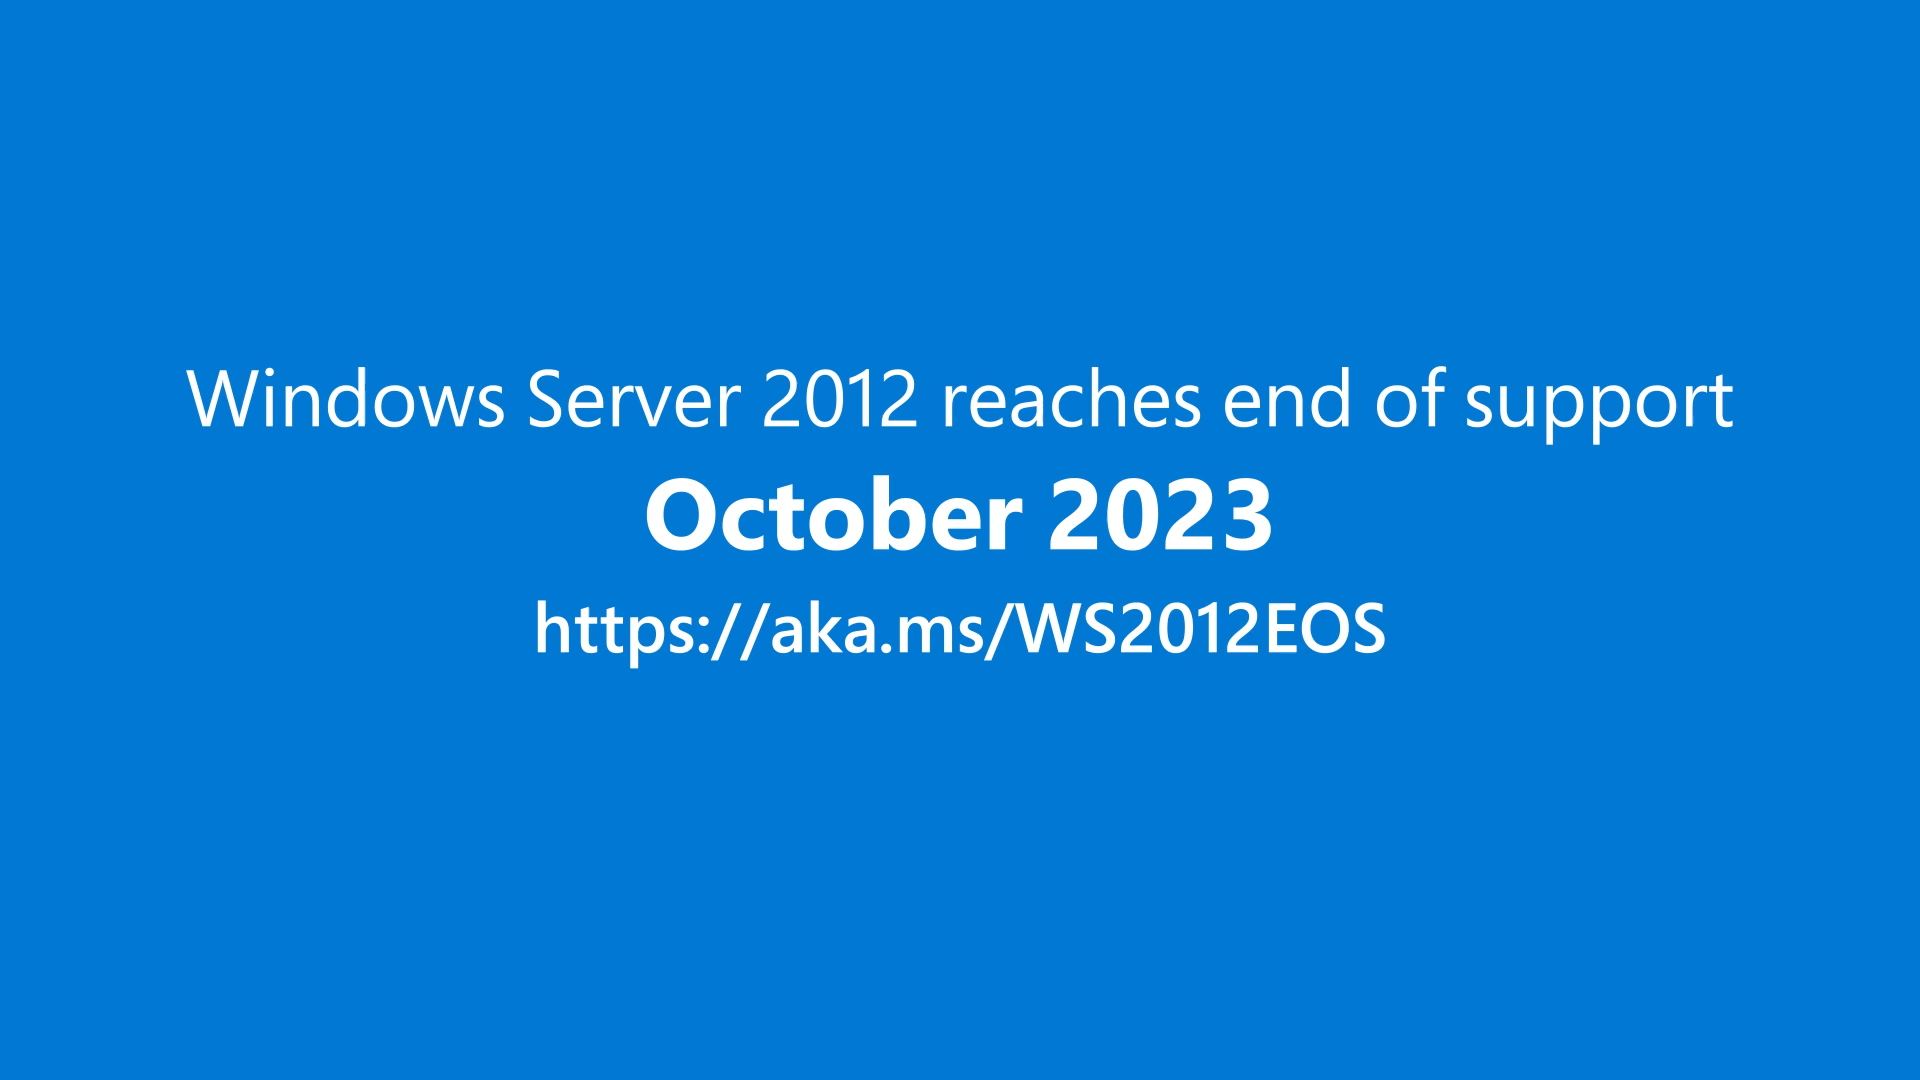 Windows Server 2012 reaches end of support
October 2023
https://aka.ms/WS2012EOS